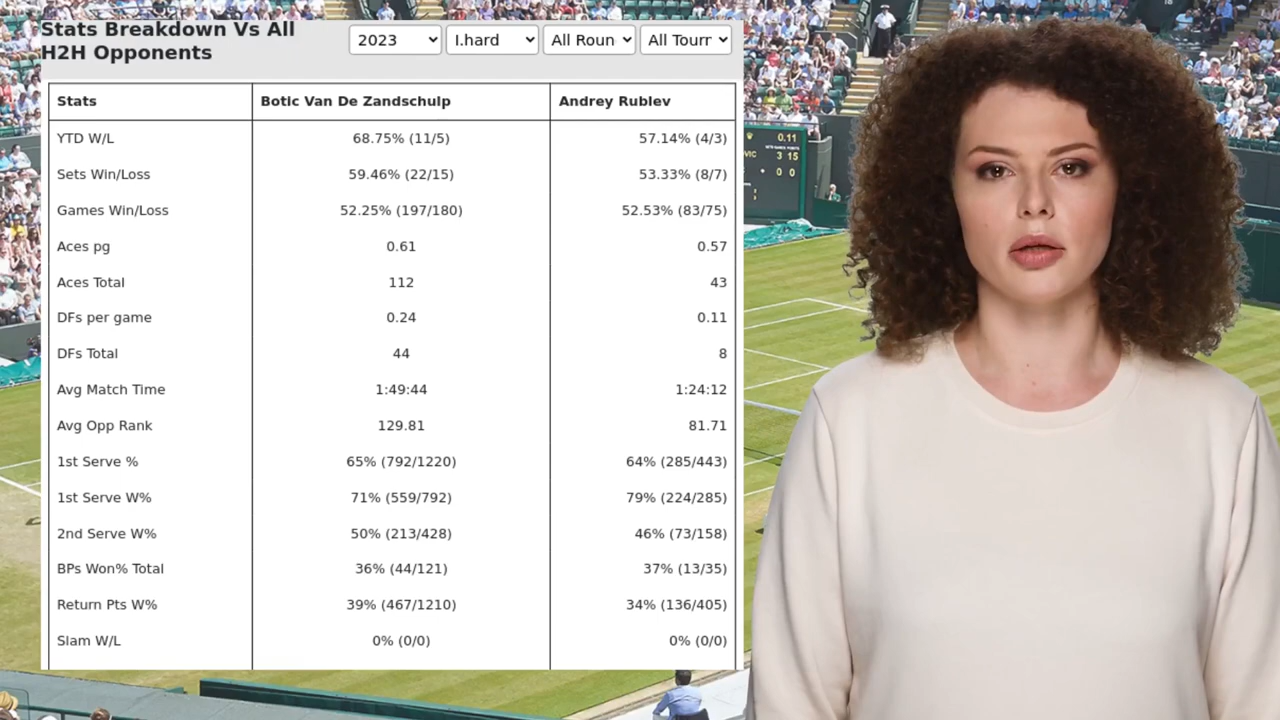 Stats Breakdown Vs All
H2H Opponents
2023 I.hard All Roun All Tourr
Stats Botic Van De Zandschulp Andrey Rublev
YTD W/L 68.75% (11/5) 57.14% (4/3)
Sets Win/Loss 59.46% (22/15) 53.33% (8/7)
Games Win/Loss 52.25% (197/180) 52.53% (83/75)
Aces pg 0.61 0.57
Aces Total 112 43
DFs per game 0.24 0.11
DFs Total 44 8
Avg Match Time 1:49:44 1:24:12
Avg Opp Rank 129.81 81.71
1st Serve % 65% (792/1220) 64% (285/443)
1st Serve W% 71% (559/792) 79% (224/285)
2nd Serve W% 50% (213/428) 46% (73/158)
BPs Won% Total 36% (44/121) 37% (13/35)
Return Pts W% 39% (467/1210) 34% (136/405)
Slam W/L 0% (0/0) 0% (0/0)
0.11
VIC 3 15
0 0